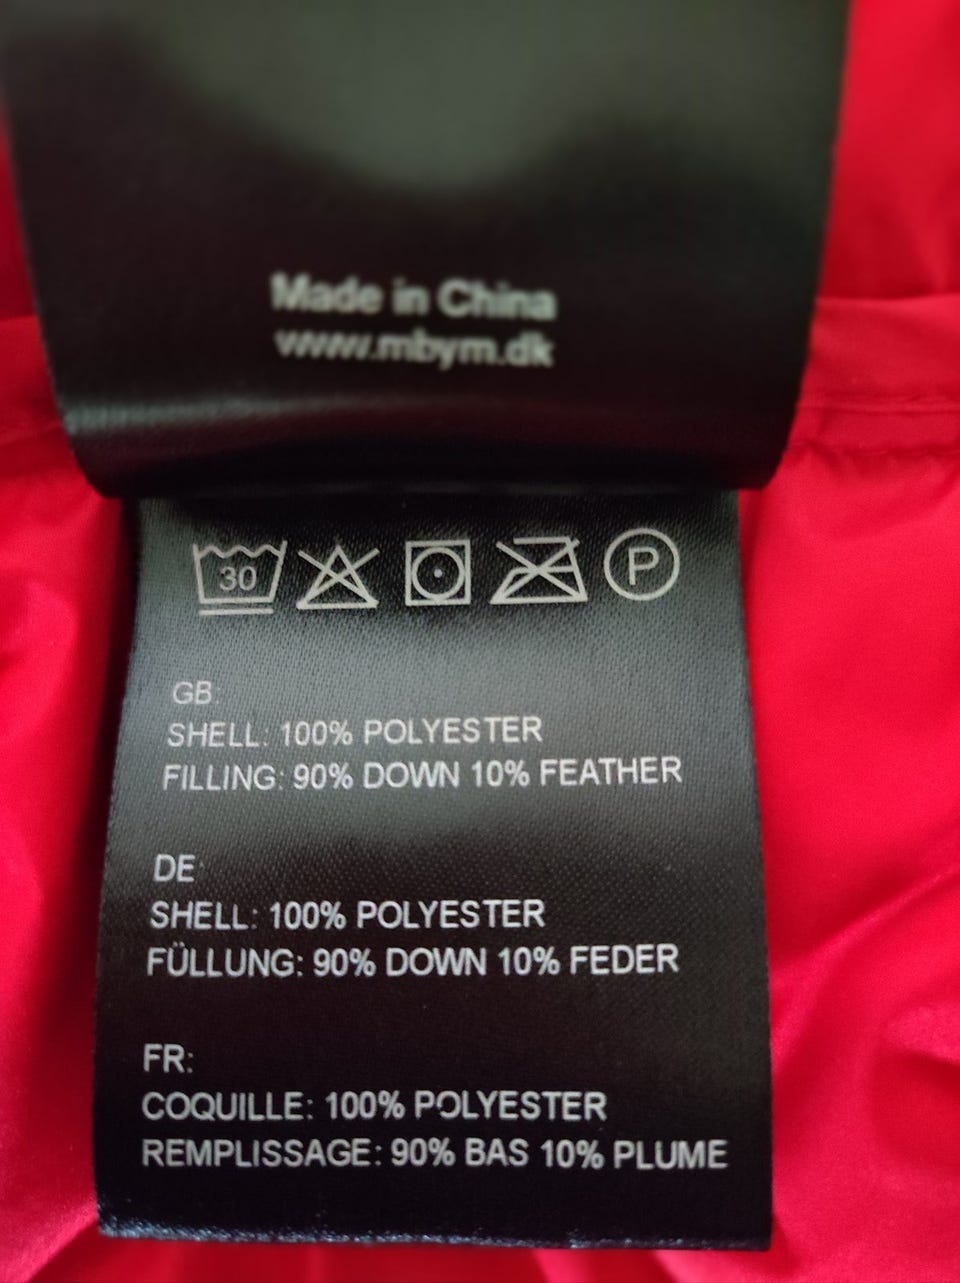 Made in China
www.mbym.dk
30 P
GB:
SHELL: 100% POLYESTER
FILLING: 90% DOWN 10% FEATHER
DE:
SHELL: 100% POLYESTER
FÜLLUNG: 90% DOWN 10% FEDER
FR:
COQUILLE: 100% POLYESTER
REMPLISSAGE: 90% BAS 10% PLUME